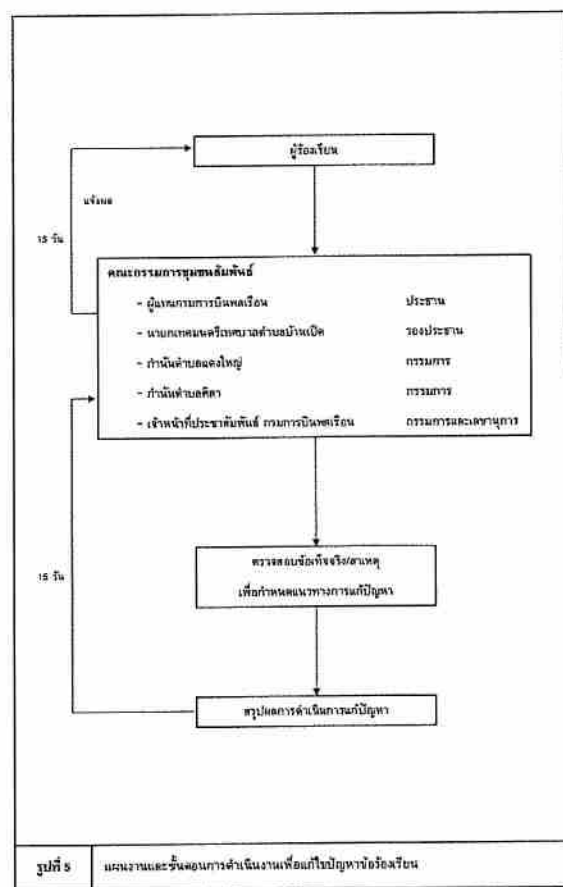 ผู้ร้องเรียน
แจ้งผล
15 วัน
คณะกรรมการชุมชนสัมพันธ์
- ผู้แทนกรมการบินพลเรือน ประธาน
- นายกเทศมนตรีเทศบาลตำบลบ้านเป็ด รองประธาน
- กำนันตำบลแดงใหญ่ กรรมการ
- กำนันตำบลศิลา กรรมการ
- เจ้าหน้าที่ประชาสัมพันธ์ กรมการบินพลเรือน กรรมการและเลขานุการ
15 วัน
ตรวจสอบข้อเท็จจริง/สาเหตุ
เพื่อกำหนดแนวทางการแก้ปัญหา
สรุปผลการดำเนินการแก้ปัญหา
รูปที่ 5 แผนงานและขั้นตอนการดำเนินงานเพื่อแก้ไขปัญหาข้อร้องเรียน